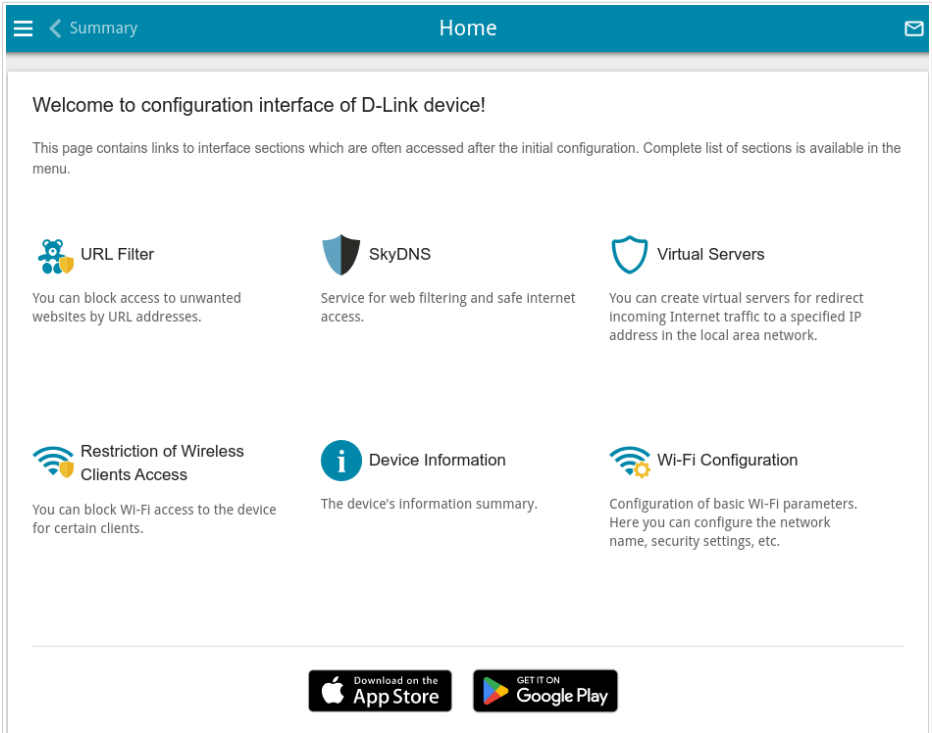 Summary
Home
Welcome to configuration interface of D-Link device!
This page contains links to interface sections which are often accessed after the initial configuration. Complete list of sections is available in the
menu.
URL Filter
You can block access to unwanted
websites by URL addresses.
SkyDNS
Service for web filtering and safe internet
access.
Virtual Servers
You can create virtual servers for redirect
incoming Internet traffic to a specified IP
address in the local area network.
Restriction of Wireless
Clients Access
You can block Wi-Fi access to the device
for certain clients.
Device Information
The device's information summary.
Wi-Fi Configuration
Configuration of basic Wi-Fi parameters.
Here you can configure the network
name, security settings, etc.
Download on the
App Store
GET IT ON
Google Play